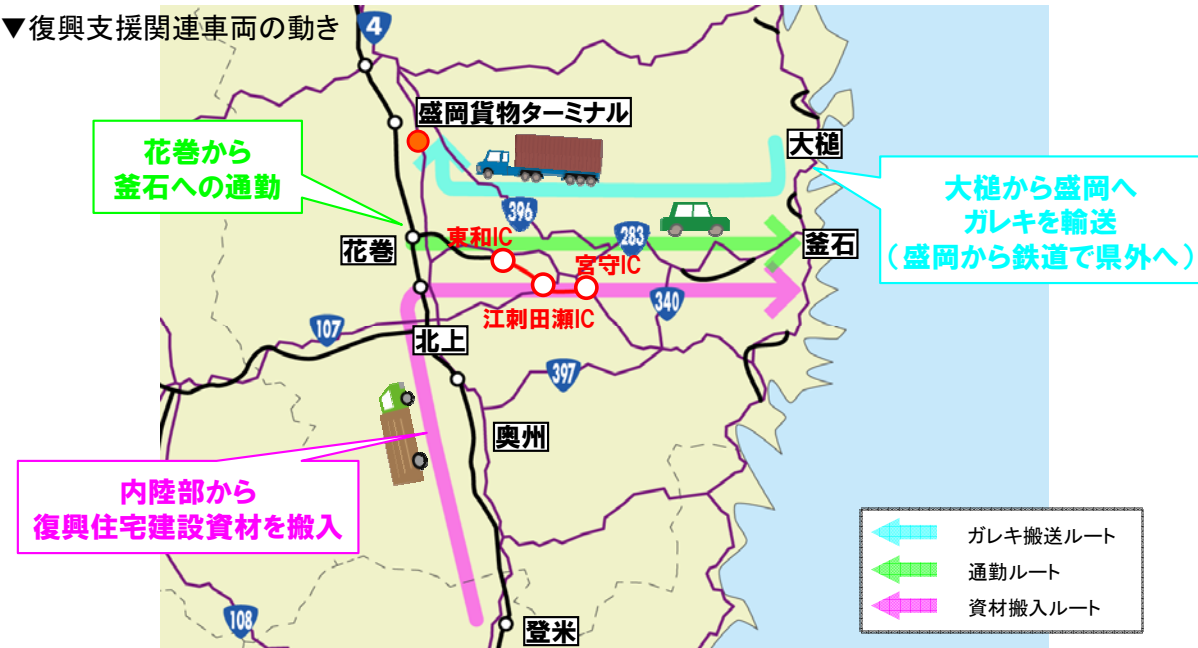 ▼復興支援関連車両の動き
4
盛岡貨物ターミナル
大槌
花巻から
釜石への通勤
大槌から盛岡へ
ガレキを輸送
(盛岡から鉄道で県外へ)
396
283
花巻
東和IC
釜石
宮守IC
340
江刺田瀬IC
107
北上
397
奥州
内陸部から
復興住宅建設資材を搬入
ガレキ搬送ルート
通勤ルート
資材搬入ルート
108
登米